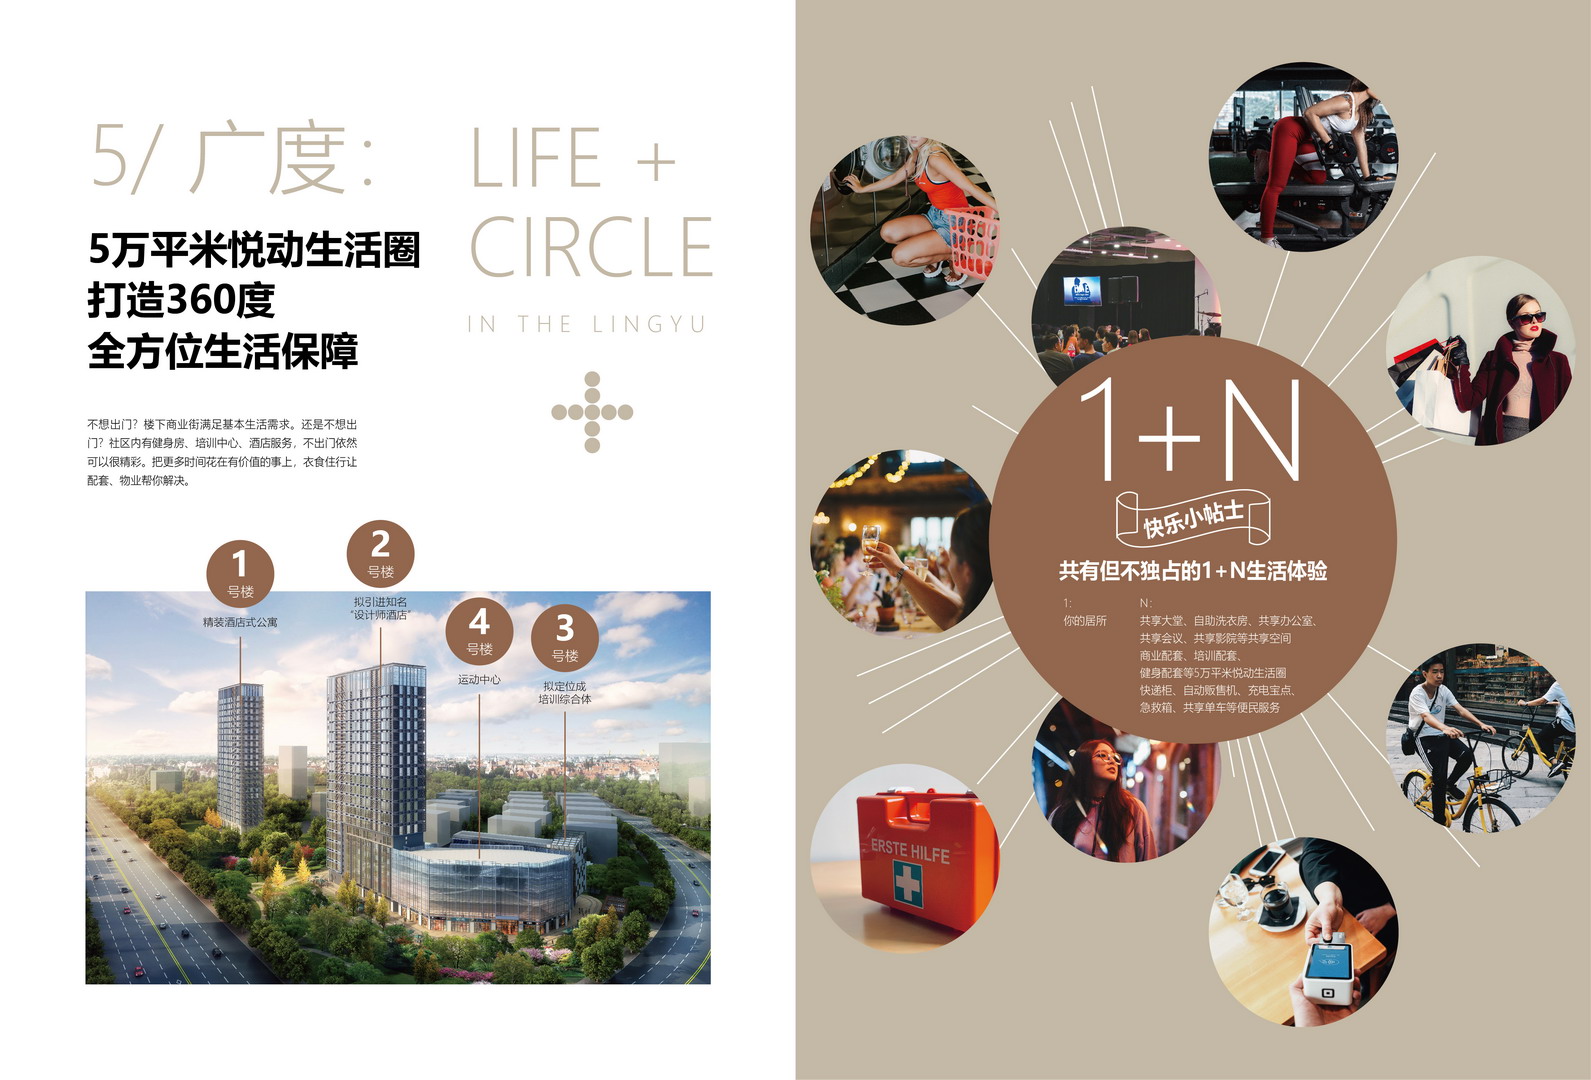 5/ 广度：
LIFE +
CIRCLE
IN THE LINGYU
5万平米悦动生活圈
打造360度
全方位生活保障
不想出门？楼下商业街满足基本生活需求。还是不想出
门？社区内有健身房、培训中心、酒店服务，不出门依然
可以很精彩。把更多时间花在有价值的事上，衣食住行让
配套、物业帮你解决。
1
号楼
精装酒店式公寓
2
号楼
拟引进知名
“设计师酒店”
4
号楼
运动中心
3
号楼
拟定位成
培训综合体
1+N
快乐小帖士
共有但不独占的1+N生活体验
1：
你的居所
N：
共享大堂、自助洗衣房、共享办公室、
共享会议、共享影院等共享空间
商业配套、培训配套、
健身配套等5万平米悦动生活圈
快递柜、自动贩售机、充电宝点、
急救箱、共享单车等便民服务
ERSTE HILFE